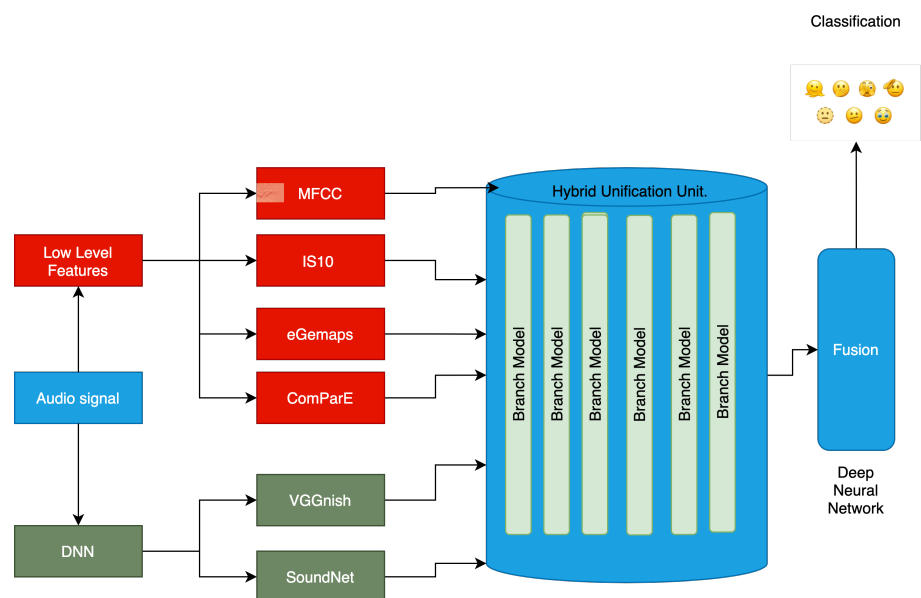 Classification
MFCC
Hybrid Unification Unit.
Low Level
Features
IS10
eGemaps
Audio signal
ComParE
Branch Model
Branch Model
Branch Model
Branch Model
Branch Model
Branch Model
Fusion
VGGnish
Deep
Neural
Network
DNN
SoundNet